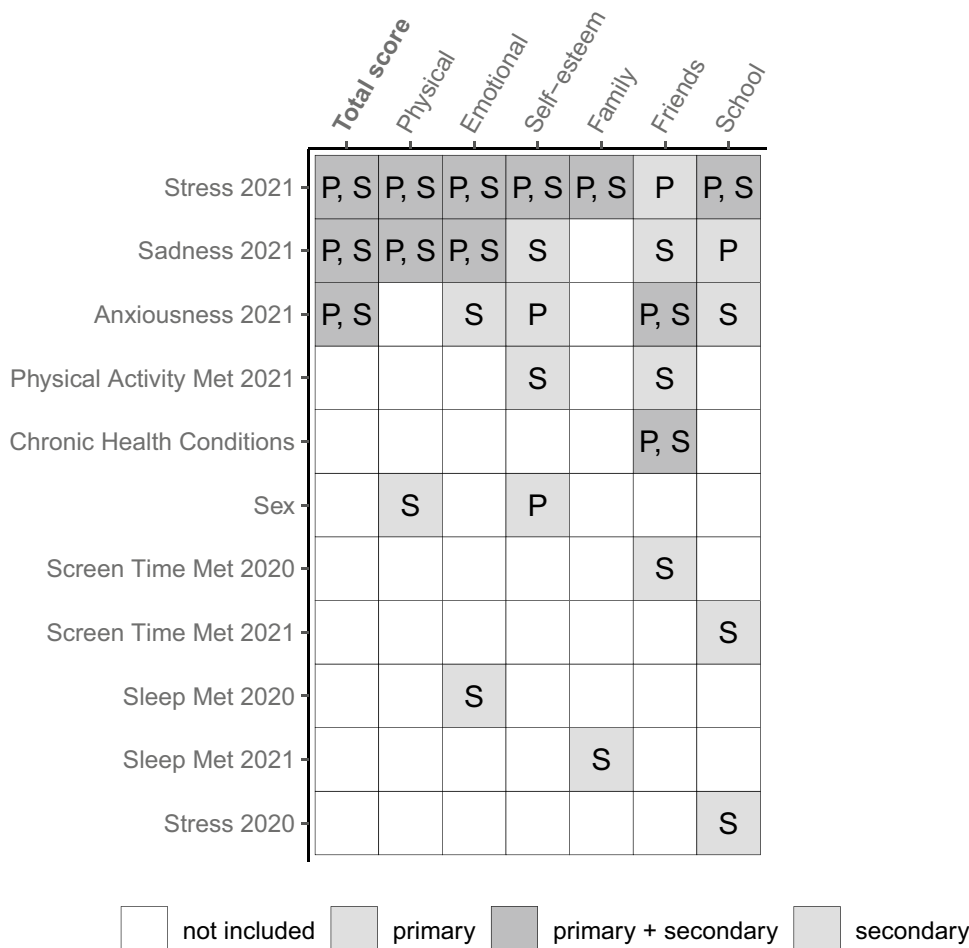 Total score Physical Emotional Self−esteem Family Friends School
Stress 2021 P, S P, S P, S P, S P, S P P, S
Sadness 2021 P, S P, S P, S S S P
Anxiousness 2021 P, S S P P, S S
Physical Activity Met 2021 S S
Chronic Health Conditions P, S
Sex S P
Screen Time Met 2020 S
Screen Time Met 2021 S
Sleep Met 2020 S
Sleep Met 2021 S
Stress 2020 S
not included primary primary + secondary secondary